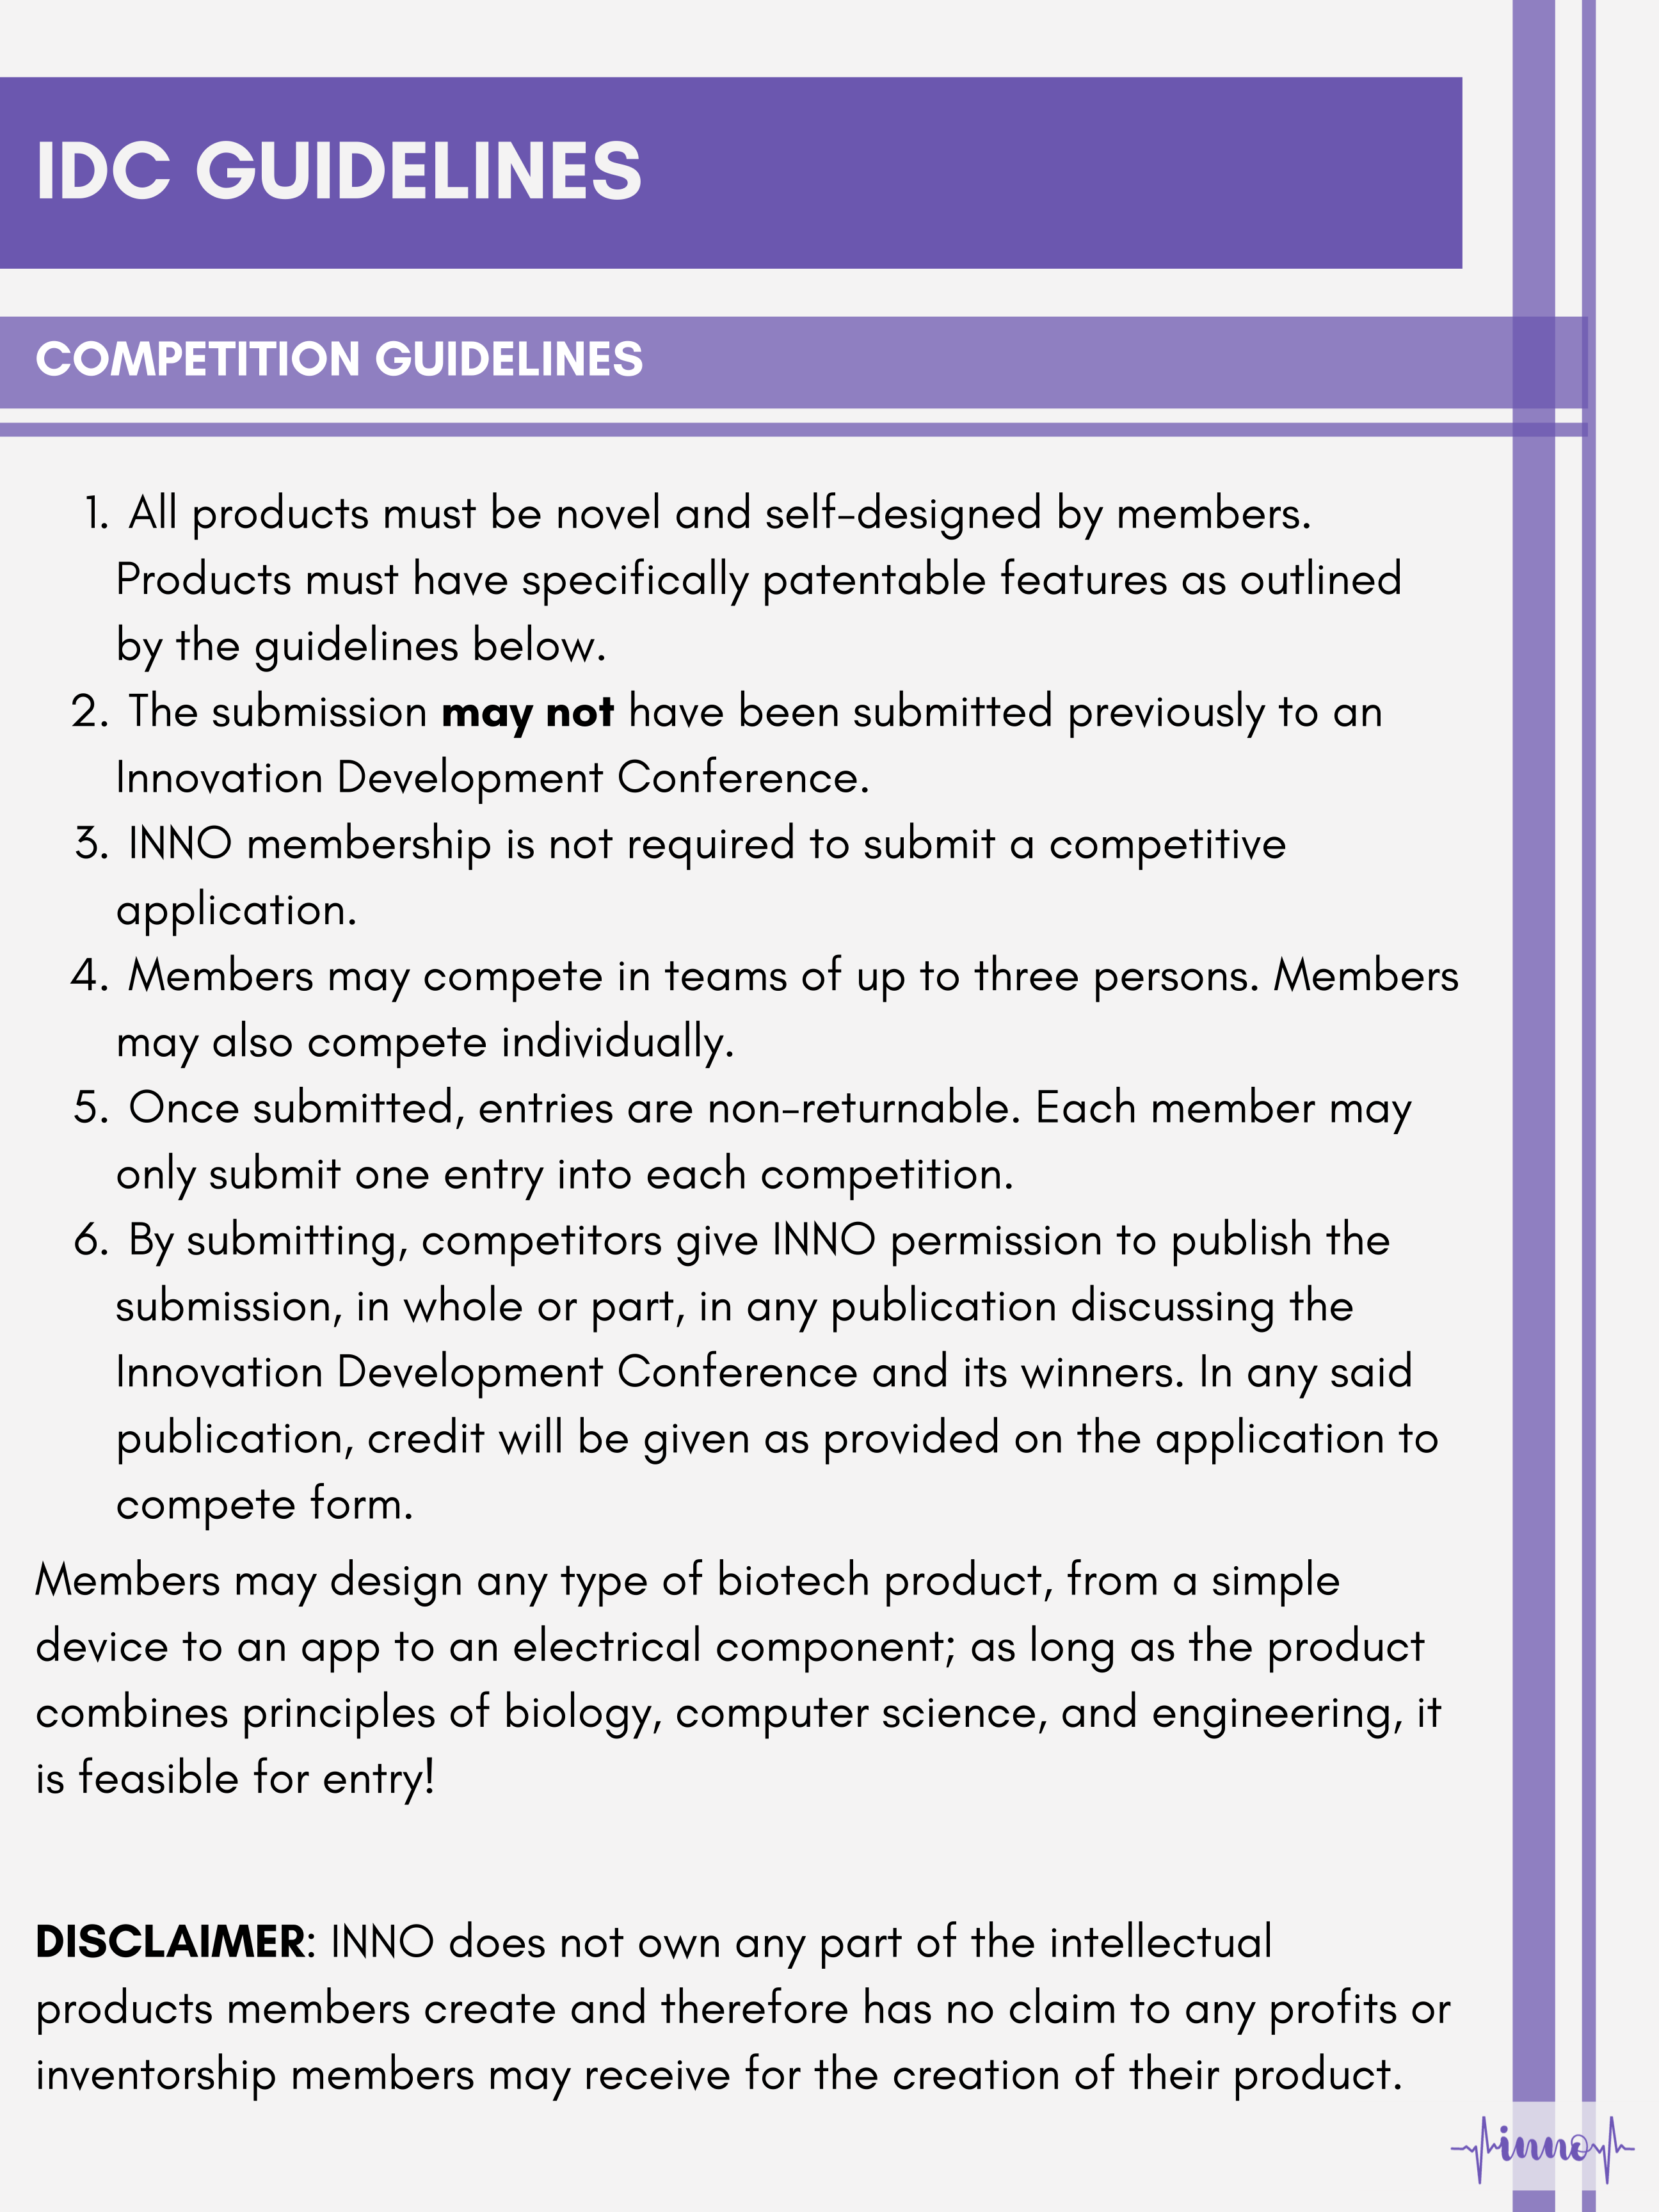 IDC GUIDELINES
COMPETITION GUIDELINES
1. All products must be novel and self-designed by members.
Products must have specifically patentable features as outlined
by the guidelines below.
2. The submission may not have been submitted previously to an
Innovation Development Conference.
3. INNO membership is not required to submit a competitive
application.
4. Members may compete in teams of up to three persons. Members
may also compete individually.
5. Once submitted, entries are non-returnable. Each member may
only submit one entry into each competition.
6. By submitting, competitors give INNO permission to publish the
submission, in whole or part, in any publication discussing the
Innovation Development Conference and its winners. In any said
publication, credit will be given as provided on the application to
compete form.
Members may design any type of biotech product, from a simple
device to an app to an electrical component; as long as the product
combines principles of biology, computer science, and engineering, it
is feasible for entry!
DISCLAIMER: INNO does not own any part of the intellectual
products members create and therefore has no claim to any profits or
inventorship members may receive for the creation of their product.
inno